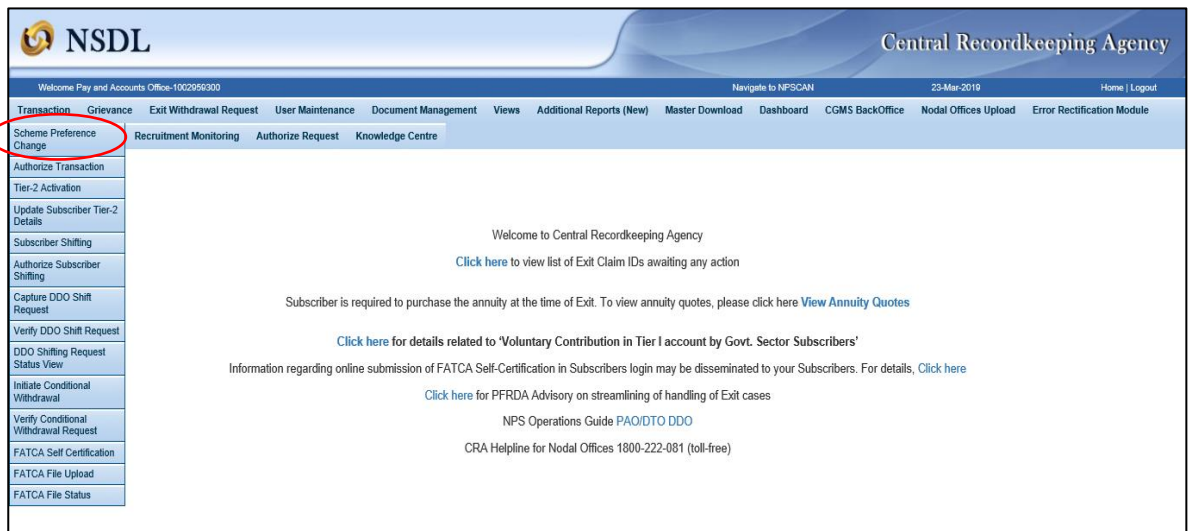 NSDL
Central Recordkeeping Agency
Welcome Pay and Accounts Office-1002959300 Navigate to NPSCAN 23-Mar-2019 Home | Logout
Transaction Grievance Exit Withdrawal Request User Maintenance Document Management Views Additional Reports (New) Master Download Dashboard CGMS BackOffice Nodal Offices Upload Error Rectification Module
Recruitment Monitoring Authorize Request Knowledge Centre
Scheme Preference
Change
Authorize Transaction
Tier-2 Activation
Update Subscriber Tier-2
Details
Subscriber Shifting
Authorize Subscriber
Shifting
Capture DDO Shift
Request
Verify DDO Shift Request
DDO Shifting Request
Status View
Initiate Conditional
Withdrawal
Verify Conditional
Withdrawal Request
FATCA Self Certification
FATCA File Upload
FATCA File Status
Welcome to Central Recordkeeping Agency
Click here to view list of Exit Claim IDs awaiting any action
Subscriber is required to purchase the annuity at the time of Exit. To view annuity quotes, please click here View Annuity Quotes
Click here for details related to ‘Voluntary Contribution in Tier I account by Govt. Sector Subscribers’
Information regarding online submission of FATCA Self-Certification in Subscribers login may be disseminated to your Subscribers. For details, Click here
Click here for PFRDA Advisory on streamlining of handling of Exit cases
NPS Operations Guide PAO/DTO DDO
CRA Helpline for Nodal Offices 1800-222-081 (toll-free)